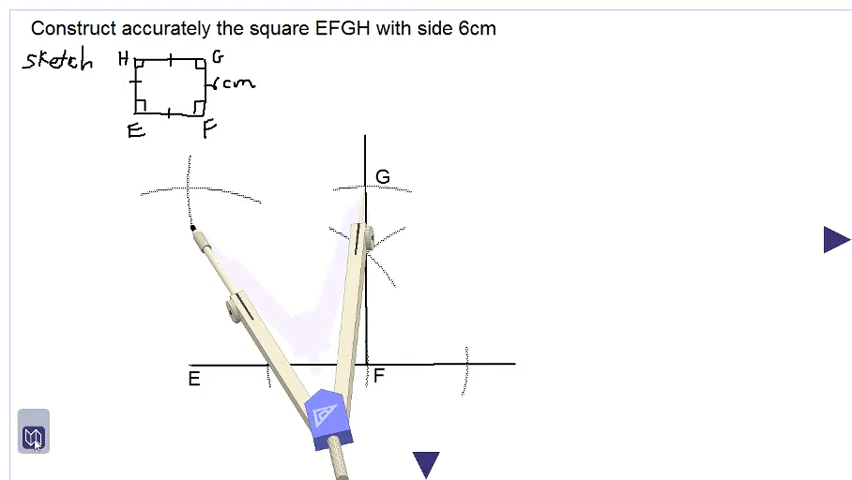 Construct accurately the square EFGH with side 6cm
sketch
H G
6cm
E F
G
E F